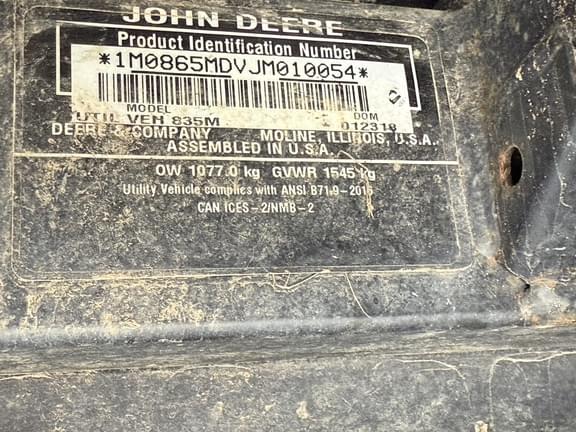 JOHN DEERE
Product Identification Number
*1M0865MDVJM010054*
MODEL DOM
UTIL VEH 835M 012318
DEERE & COMPANY MOLINE, ILLINOIS, U.S.A.
ASSEMBLED IN U.S.A.
OW 1077.0 kg GVWR 1545 kg
Utility Vehicle complies with ANSI B71.9-2016
CAN ICES-2/NMB-2